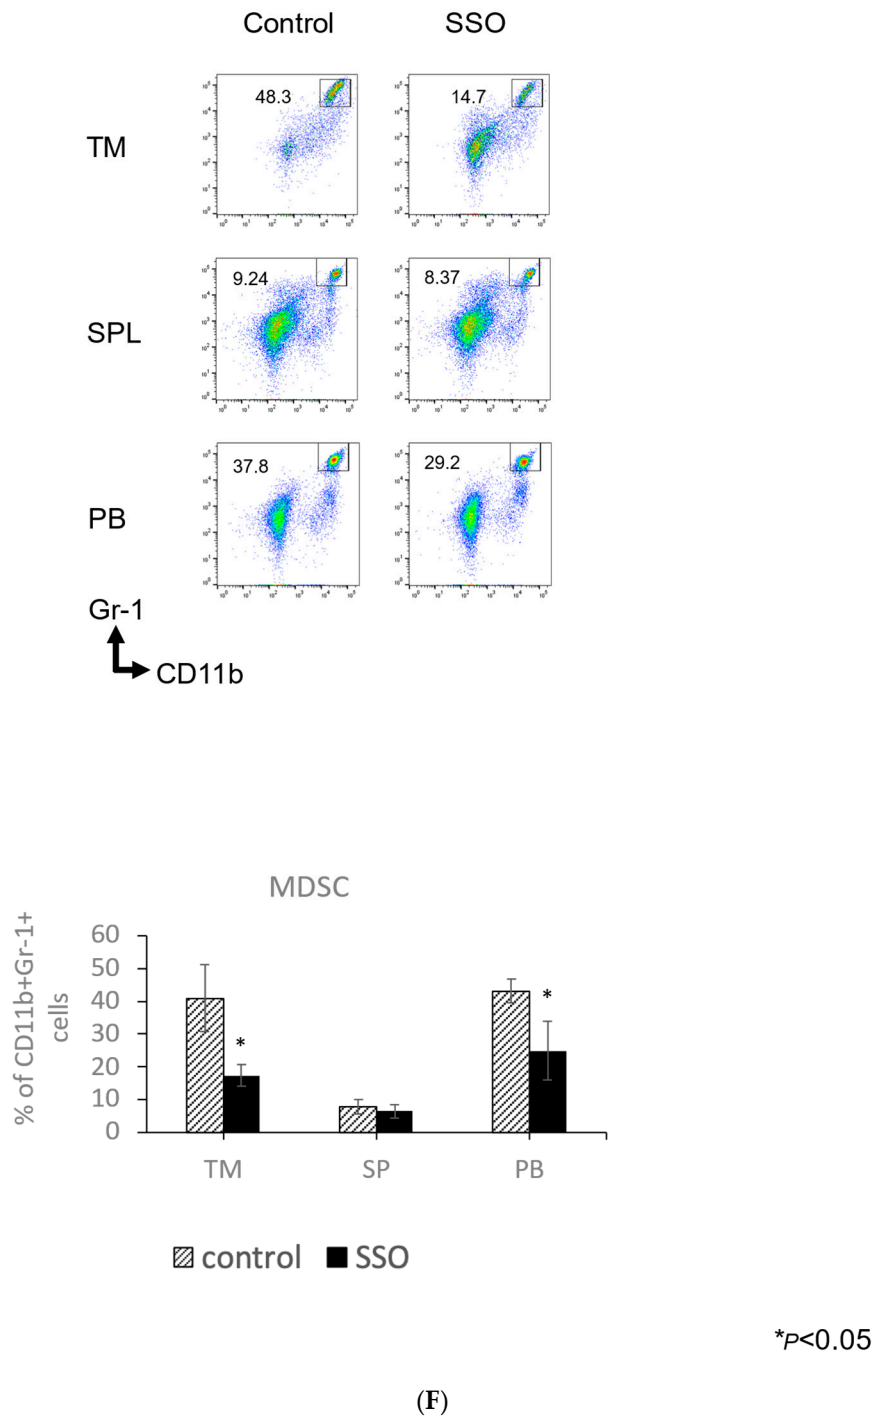 Control SSO
TM
48.3
14.7
SPL
9.24
8.37
PB
37.8
29.2
Gr-1
CD11b
MDSC
% of CD11b+Gr-1+
cells
60
50
40
30
20
10
0
TM SP PB
*
*
control SSO
*P<0.05
(F)